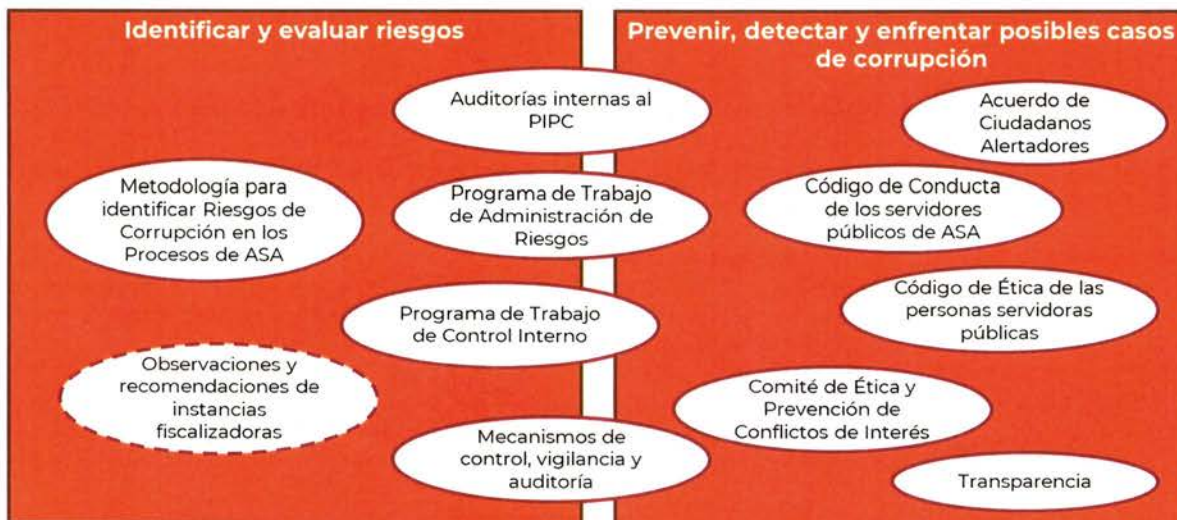 Identificar y evaluar riesgos
Prevenir, detectar y enfrentar posibles casos
de corrupción
Auditorías internas al
PIPC
Acuerdo de
Ciudadanos
Alertadores
Metodología para
identificar Riesgos de
Corrupción en los
Procesos de ASA
Programa de Trabajo
de Administración de
Riesgos
Código de Conducta
de los servidores
públicos de ASA
Programa de Trabajo
de Control Interno
Código de Ética de las
personas servidoras
públicas
Observaciones y
recomendaciones de
instancias
fiscalizadoras
Comité de Ética y
Prevención de
Conflictos de Interés
Mecanismos de
control, vigilancia y
auditoría
Transparencia